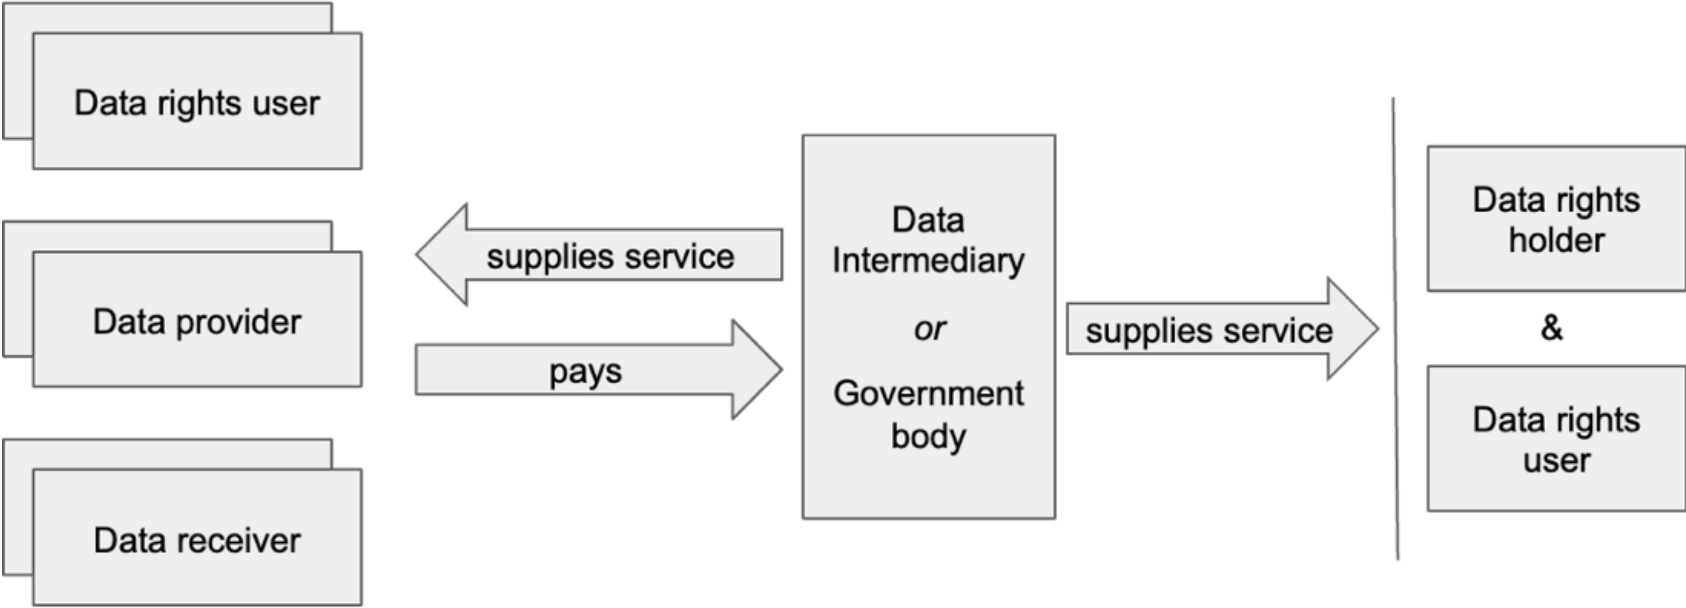 Data rights user
Data provider
Data receiver
supplies service
pays
Data
Intermediary
or
Government
body
supplies service
Data rights
holder
&
Data rights
user